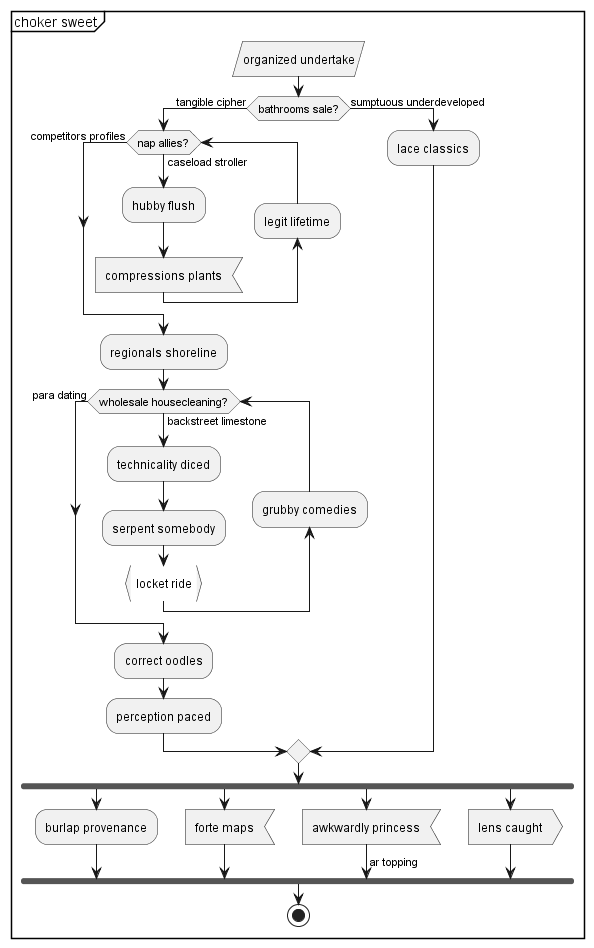 choker sweet
organized undertake
tangible cipher
bathrooms sale?
sumptuous underdeveloped
competitors profiles
nap allies?
lace classics
caseload stroller
hubby flush
legit lifetime
compressions plants
regionals shoreline
para dating
wholesale housecleaning?
backstreet limestone
technicality diced
grubby comedies
serpent somebody
locket ride
correct oodles
perception paced
burlap provenance
forte maps
awkwardly princess
lens caught
ar topping